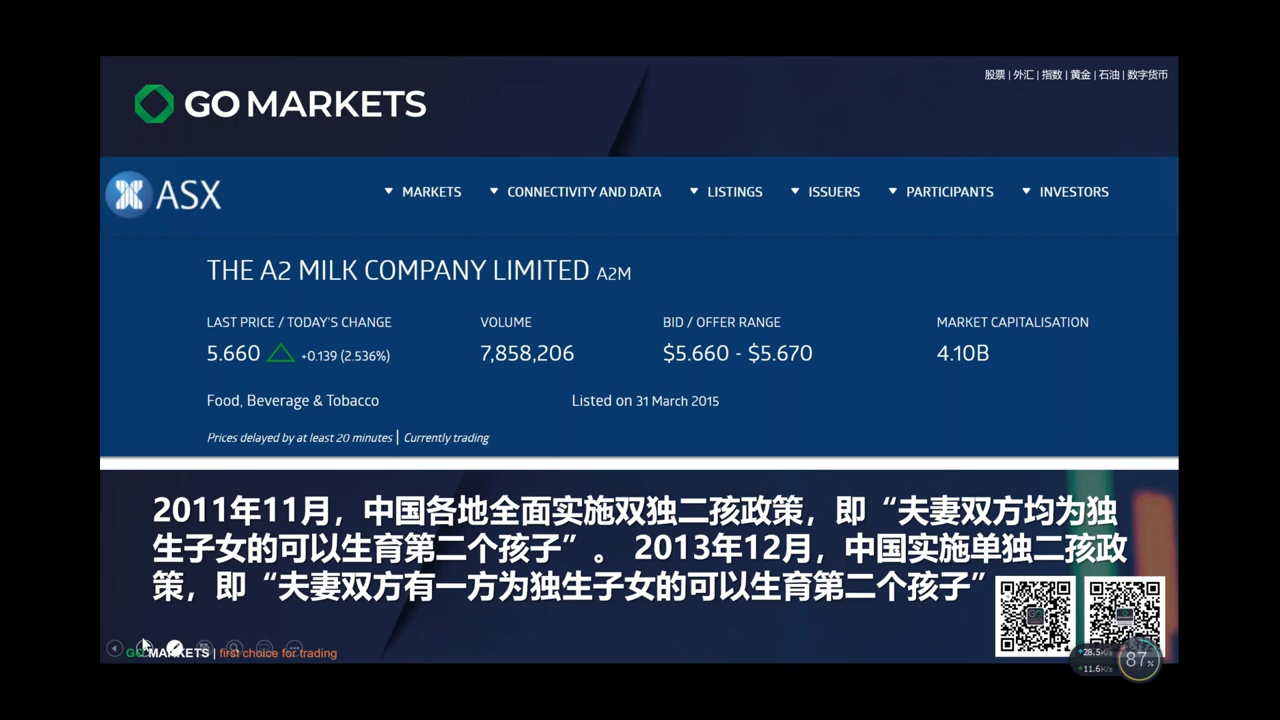 股票 | 外汇 | 指数 | 黄金 | 石油 | 数字货币
GO MARKETS
ASX
MARKETS CONNECTIVITY AND DATA LISTINGS ISSUERS PARTICIPANTS INVESTORS
THE A2 MILK COMPANY LIMITED A2M
LAST PRICE / TODAY'S CHANGE VOLUME BID / OFFER RANGE MARKET CAPITALISATION
5.660 +0.139 (2.536%) 7,858,206 $5.660 - $5.670 4.10B
Food, Beverage & Tobacco Listed on 31 March 2015
Prices delayed by at least 20 minutes | Currently trading
2011年11月，中国各地全面实施双独二孩政策，即“夫妻双方均为独
生子女的可以生育第二个孩子”。 2013年12月，中国实施单独二孩政
策，即“夫妻双方有一方为独生子女的可以生育第二个孩子”
GO MARKETS | first choice for trading
28.5K/s
11.6K/s
87%